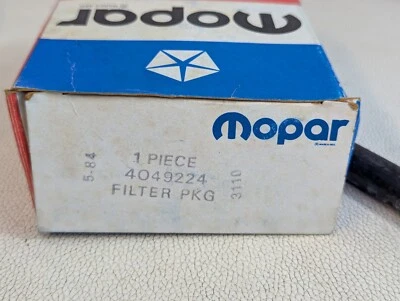 mopar
mopar
5-84
1 PIECE
4049224
FILTER PKG
3110